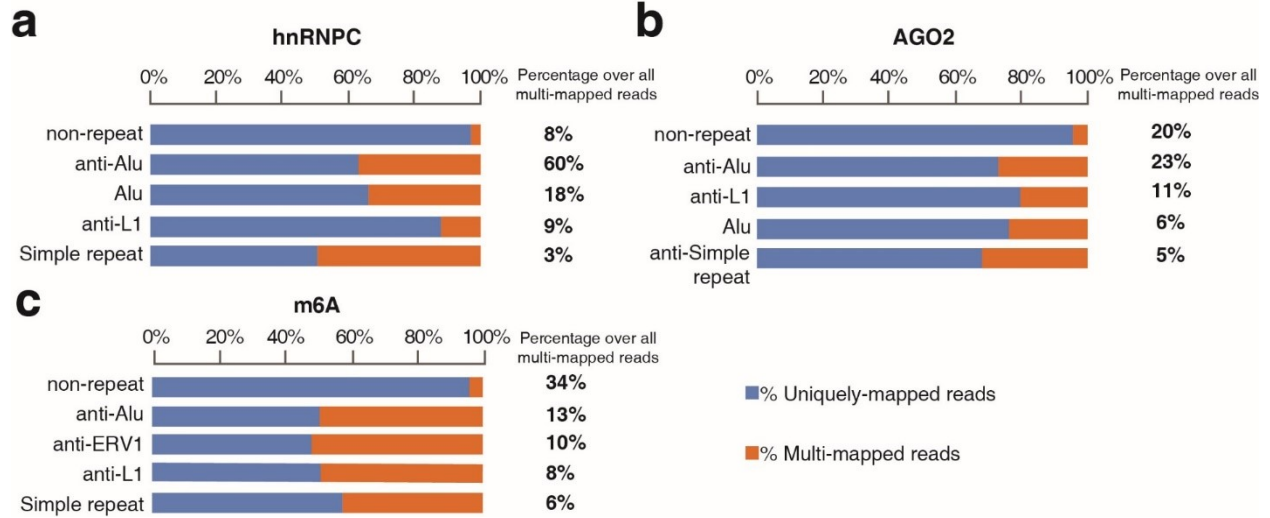 a
hnRNPC
0% 20% 40% 60% 80% 100%
Percentage over all
multi-mapped reads
non-repeat 8%
anti-Alu 60%
Alu 18%
anti-L1 9%
Simple repeat 3%
b
AGO2
0% 20% 40% 60% 80% 100%
Percentage over all
multi-mapped reads
non-repeat 20%
anti-Alu 23%
anti-L1 11%
Alu 6%
anti-Simple 5%
repeat
c
m6A
0% 20% 40% 60% 80% 100%
Percentage over all
multi-mapped reads
non-repeat 34%
anti-Alu 13%
anti-ERV1 10%
anti-L1 8%
Simple repeat 6%
% Uniquely-mapped reads
% Multi-mapped reads